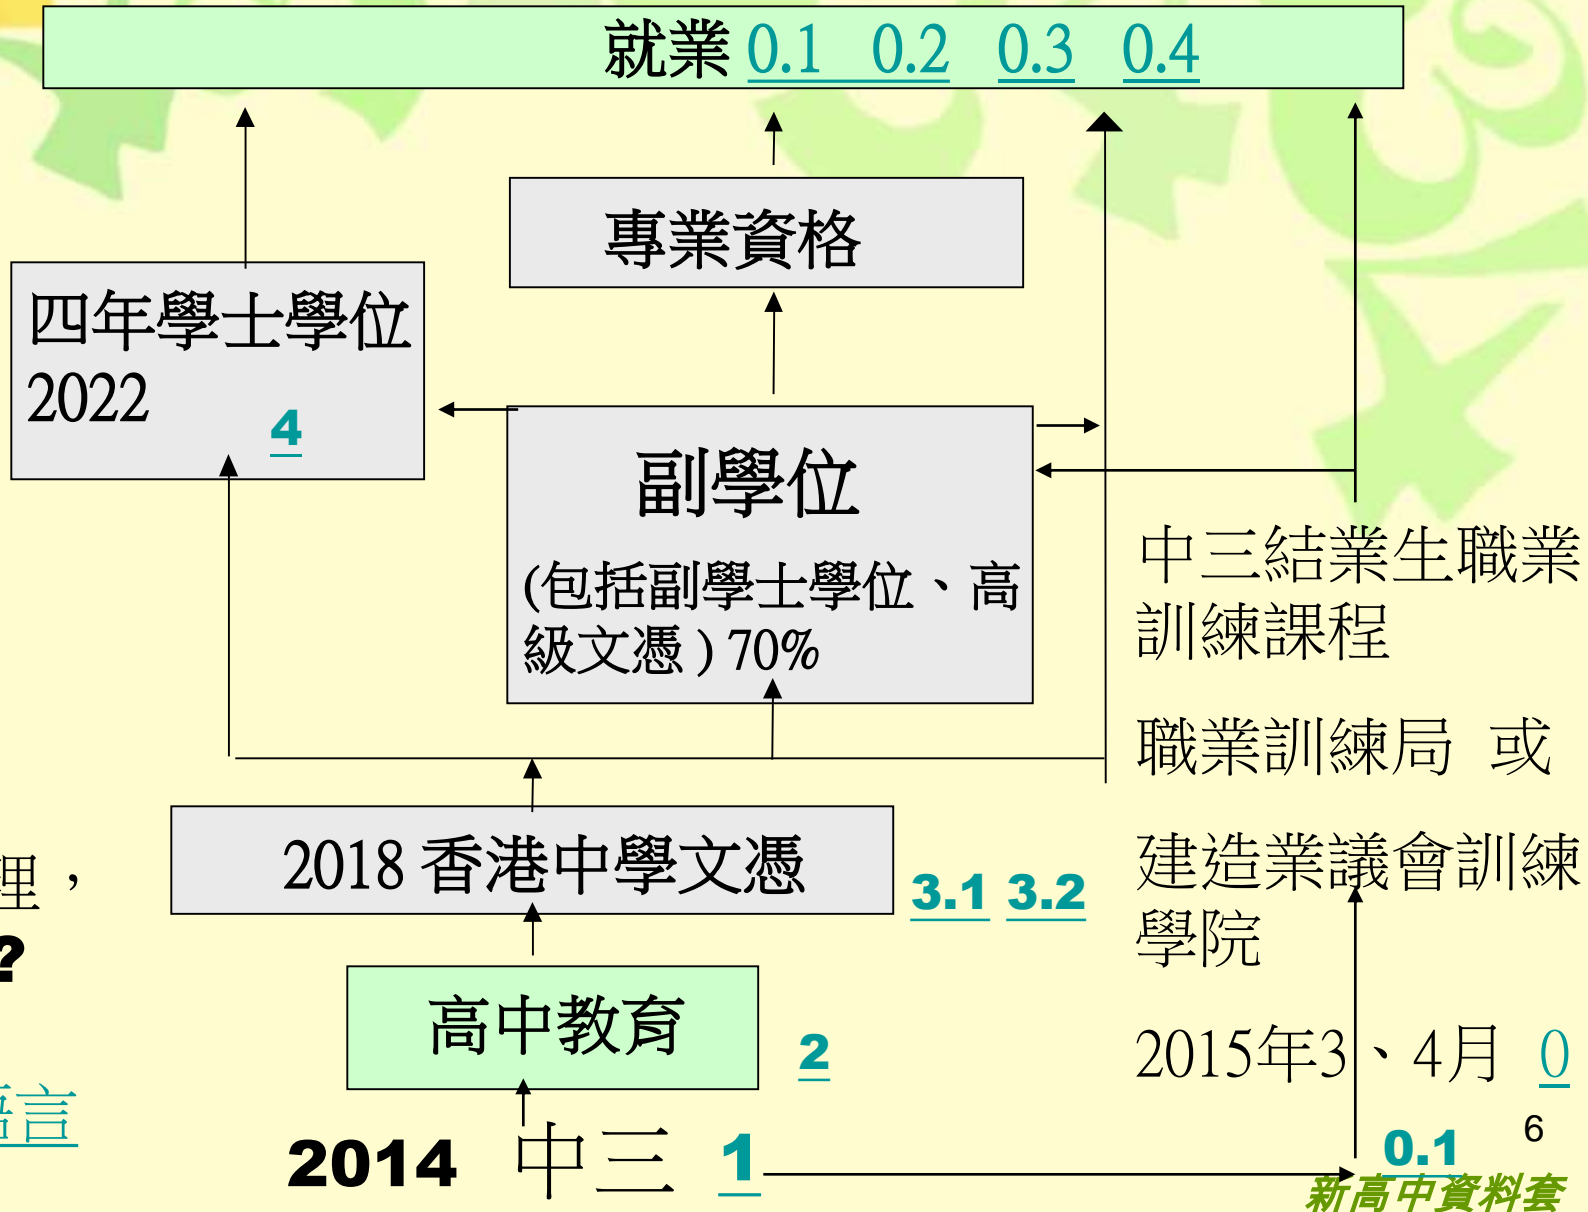 就業 0.1 0.2 0.3 0.4
專業資格
四年學士學位
2022
4
副學位
(包括副學士學位、高
級文憑 ) 70%
中三結業生職業
訓練課程
職業訓練局 或
建造業議會訓練
學院
2015年3、4月 0
2018 香港中學文憑
3.1 3.2
理，
?
高中教育
2
語言
2014 中三 1
0.1
6
新高中資料套